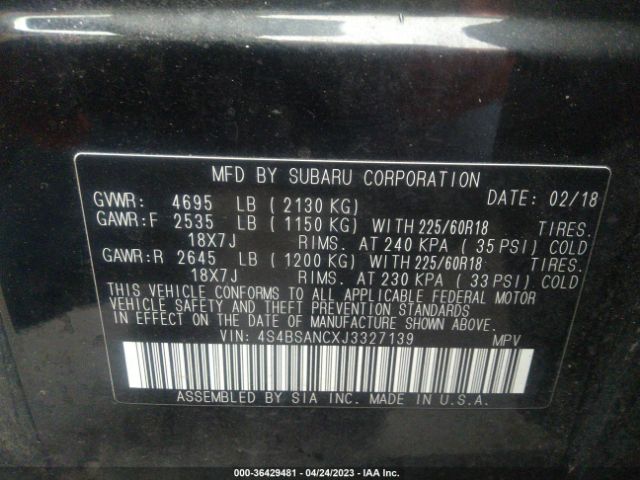 MFD BY SUBARU CORPORATION
GVWR: 4695 LB ( 2130 KG) DATE: 02/18
GAWR:F 2535 LB ( 1150 KG) WITH 225/60R18 TIRES.
18X7J RIMS. AT 240 KPA ( 35 PSI) COLD
GAWR:R 2645 LB ( 1200 KG) WITH 225/60R18 TIRES.
18X7J RIMS. AT 230 KPA ( 33 PSI) COLD
THIS VEHICLE CONFORMS TO ALL APPLICABLE FEDERAL MOTOR
VEHICLE SAFETY AND THEFT PREVENTION STANDARDS
IN EFFECT ON THE DATE OF MANUFACTURE SHOWN ABOVE.
VIN: 4S4BSANCXJ3327139 MPV
ASSEMBLED BY SIA INC. MADE IN U.S.A.
000-36429481 - 04/24/2023 - IAA Inc.